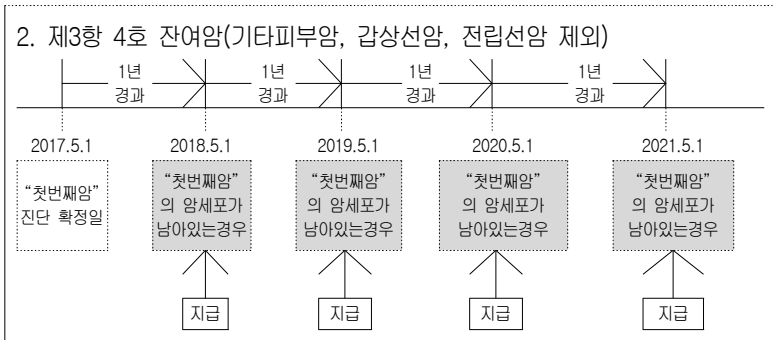 2. 제3항 4호 잔여암(기타피부암, 갑상선암, 전립선암 제외)
1년 1년 1년 1년
경과 경과 경과 경과
2017.5.1 2018.5.1 2019.5.1 2020.5.1 2021.5.1
“첫번째암”
진단 확정일
“첫번째암”
의 암세포가
남아있는경우
“첫번째암”
의 암세포가
남아있는경우
“첫번째암”
의 암세포가
남아있는경우
“첫번째암”
의 암세포가
남아있는경우
지급 지급 지급 지급